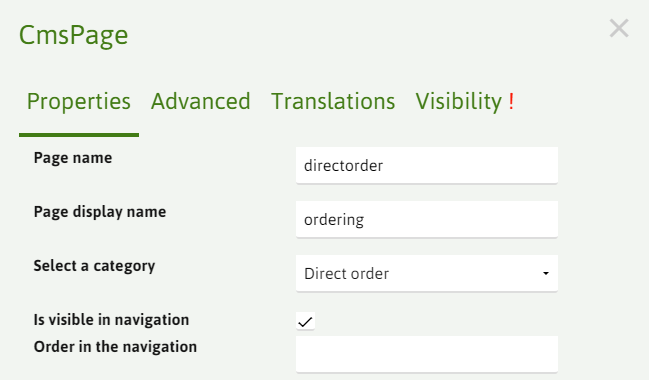 CmsPage
Properties Advanced Translations Visibility !
Page name directorder
Page display name ordering
Select a category Direct order
Is visible in navigation
Order in the navigation